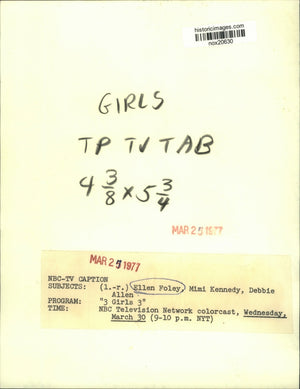 historicimages.com
nox20630
GIRLS
TP TV TAB
4 3/8 x 5 3/4
MAR 25 1977
MAR 25 1977
NBC-TV CAPTION
SUBJECTS: (l.-r.) Ellen Foley, Mimi Kennedy, Debbie
Allen
PROGRAM: "3 Girls 3"
TIME: NBC Television Network colorcast, Wednesday,
March 30 (9-10 p.m. NYT)